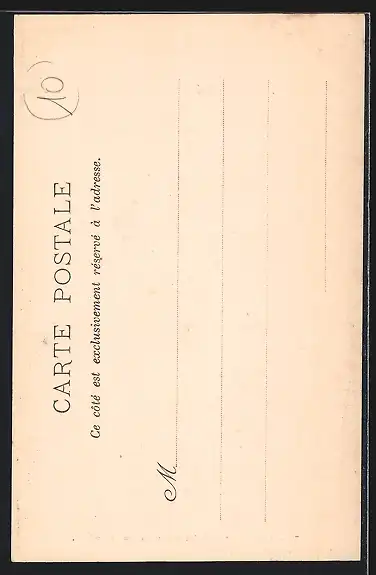 CARTE POSTALE
10
Ce côté est exclusivement réservé à l'adresse.
M